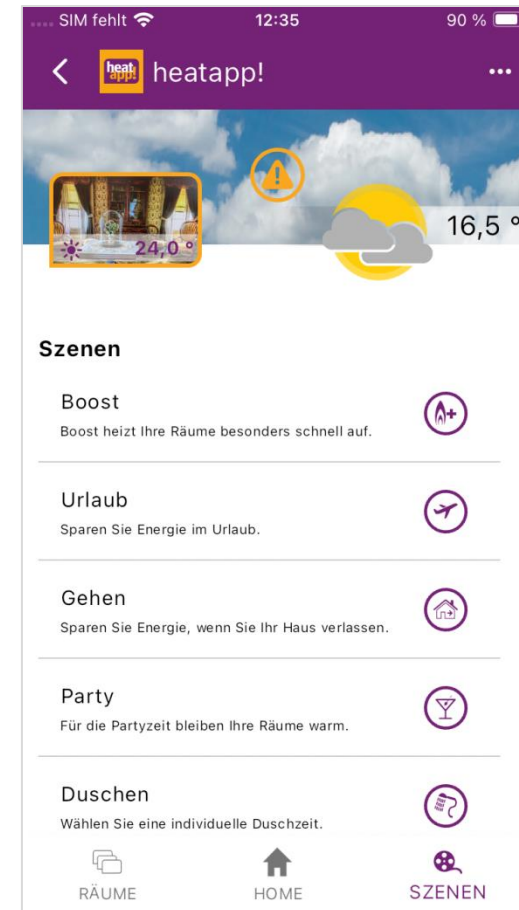 SIM fehlt 12:35 90 %
heat app! heatapp!
16,5 °
24,0 °
Szenen
Boost
Boost heizt Ihre Räume besonders schnell auf.
Urlaub
Sparen Sie Energie im Urlaub.
Gehen
Sparen Sie Energie, wenn Sie Ihr Haus verlassen.
Party
Für die Partyzeit bleiben Ihre Räume warm.
Duschen
Wählen Sie eine individuelle Duschzeit.
RÄUME HOME SZENEN